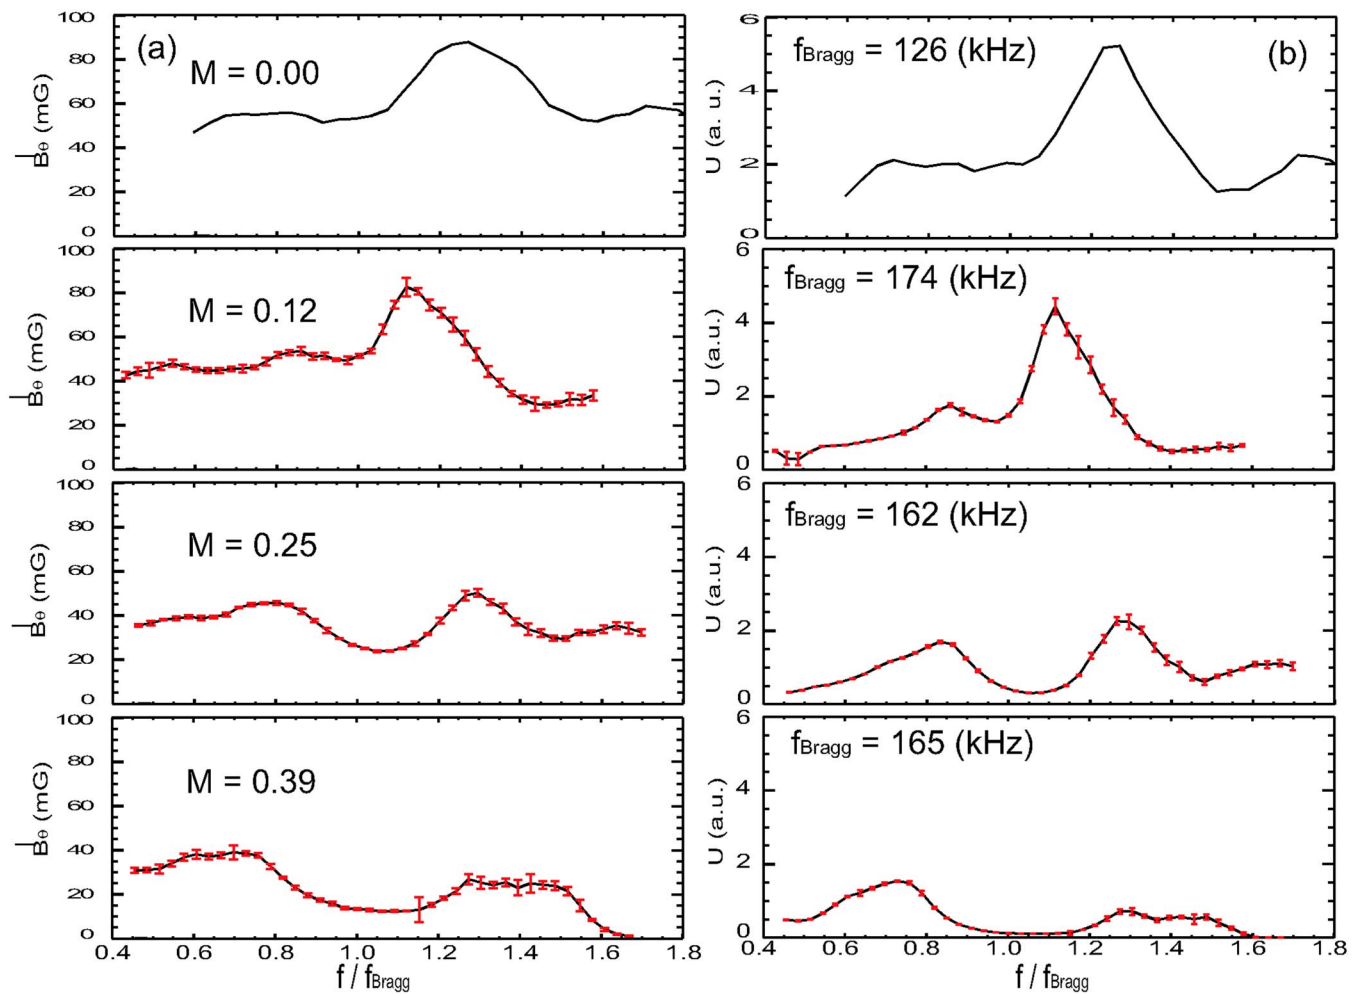 (a)
M = 0.00
100
80
60
40
20
0
B̅θ (mG)
fBragg = 126 (kHz)
(b)
6
4
2
0
U (a. u.)
M = 0.12
100
80
60
40
20
0
B̅θ (mG)
fBragg = 174 (kHz)
6
4
2
0
U (a.u.)
M = 0.25
100
80
60
40
20
0
B̅θ (mG)
fBragg = 162 (kHz)
6
4
2
0
U (a.u.)
M = 0.39
100
80
60
40
20
0
B̅θ (mG)
fBragg = 165 (kHz)
6
4
2
0
U (a.u.)
0.4 0.6 0.8 1.0 1.2 1.4 1.6 1.8
f / fBragg
0.4 0.6 0.8 1.0 1.2 1.4 1.6 1.8
f / fBragg